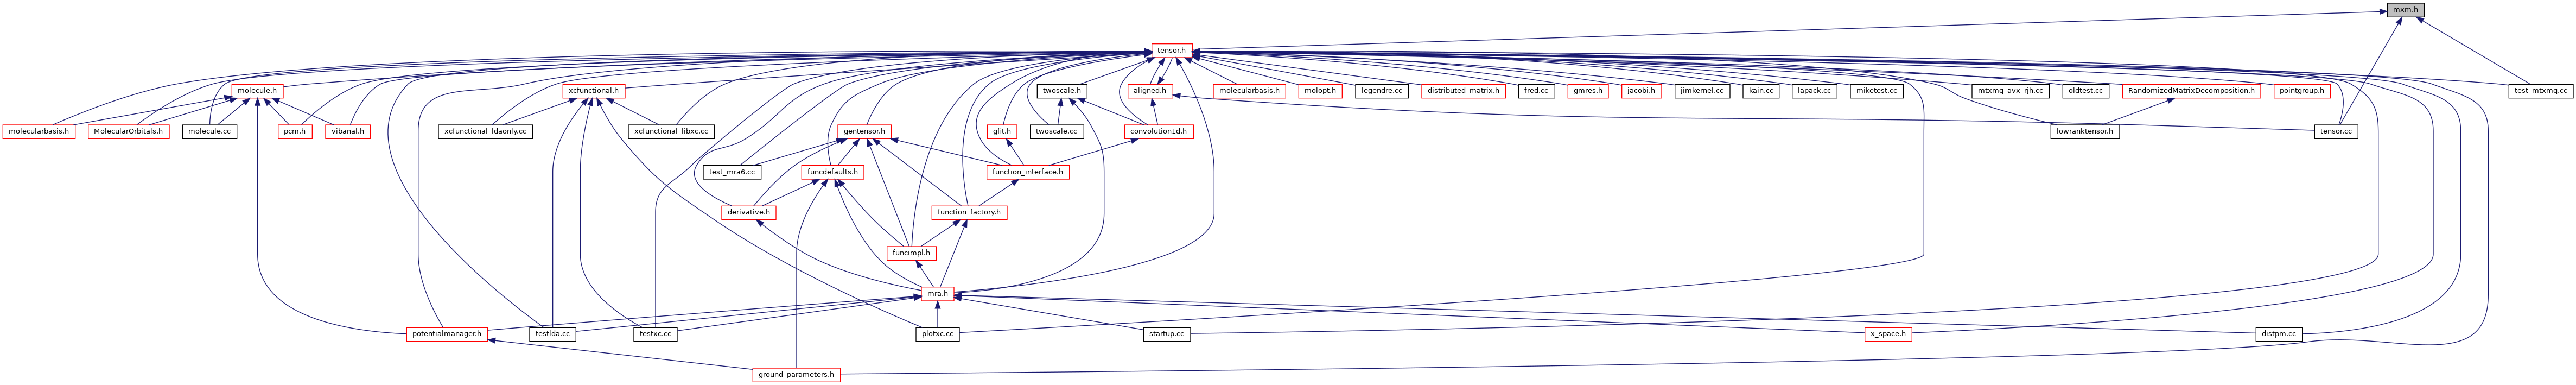 mxm.h
tensor.h
molecule.h
xcfunctional.h
twoscale.h
aligned.h
molecularbasis.h
molopt.h
legendre.cc
distributed_matrix.h
fred.cc
gmres.h
jacobi.h
jimkernel.cc
kain.cc
lapack.cc
miketest.cc
mtxmq_avx_rjh.cc
oldtest.cc
RandomizedMatrixDecomposition.h
pointgroup.h
test_mtxmq.cc
molecularbasis.h
MolecularOrbitals.h
molecule.cc
pcm.h
vibanal.h
xcfunctional_ldaonly.cc
xcfunctional_libxc.cc
gentensor.h
gfit.h
twoscale.cc
convolution1d.h
lowranktensor.h
tensor.cc
test_mra6.cc
funcdefaults.h
function_interface.h
derivative.h
function_factory.h
funcimpl.h
mra.h
potentialmanager.h
testlda.cc
testxc.cc
plotxc.cc
startup.cc
x_space.h
distpm.cc
ground_parameters.h